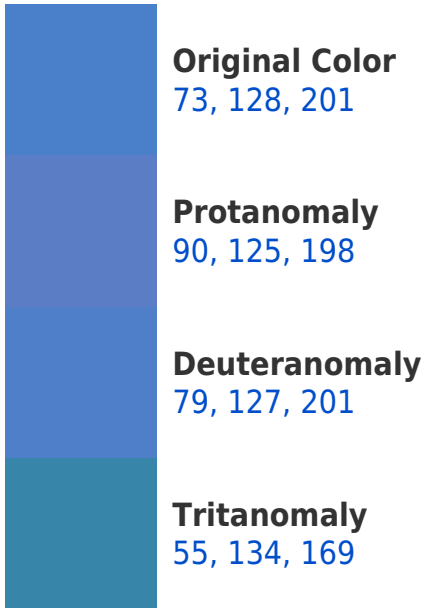 Original Color
73, 128, 201
Protanomaly
90, 125, 198
Deuteranomaly
79, 127, 201
Tritanomaly
55, 134, 169